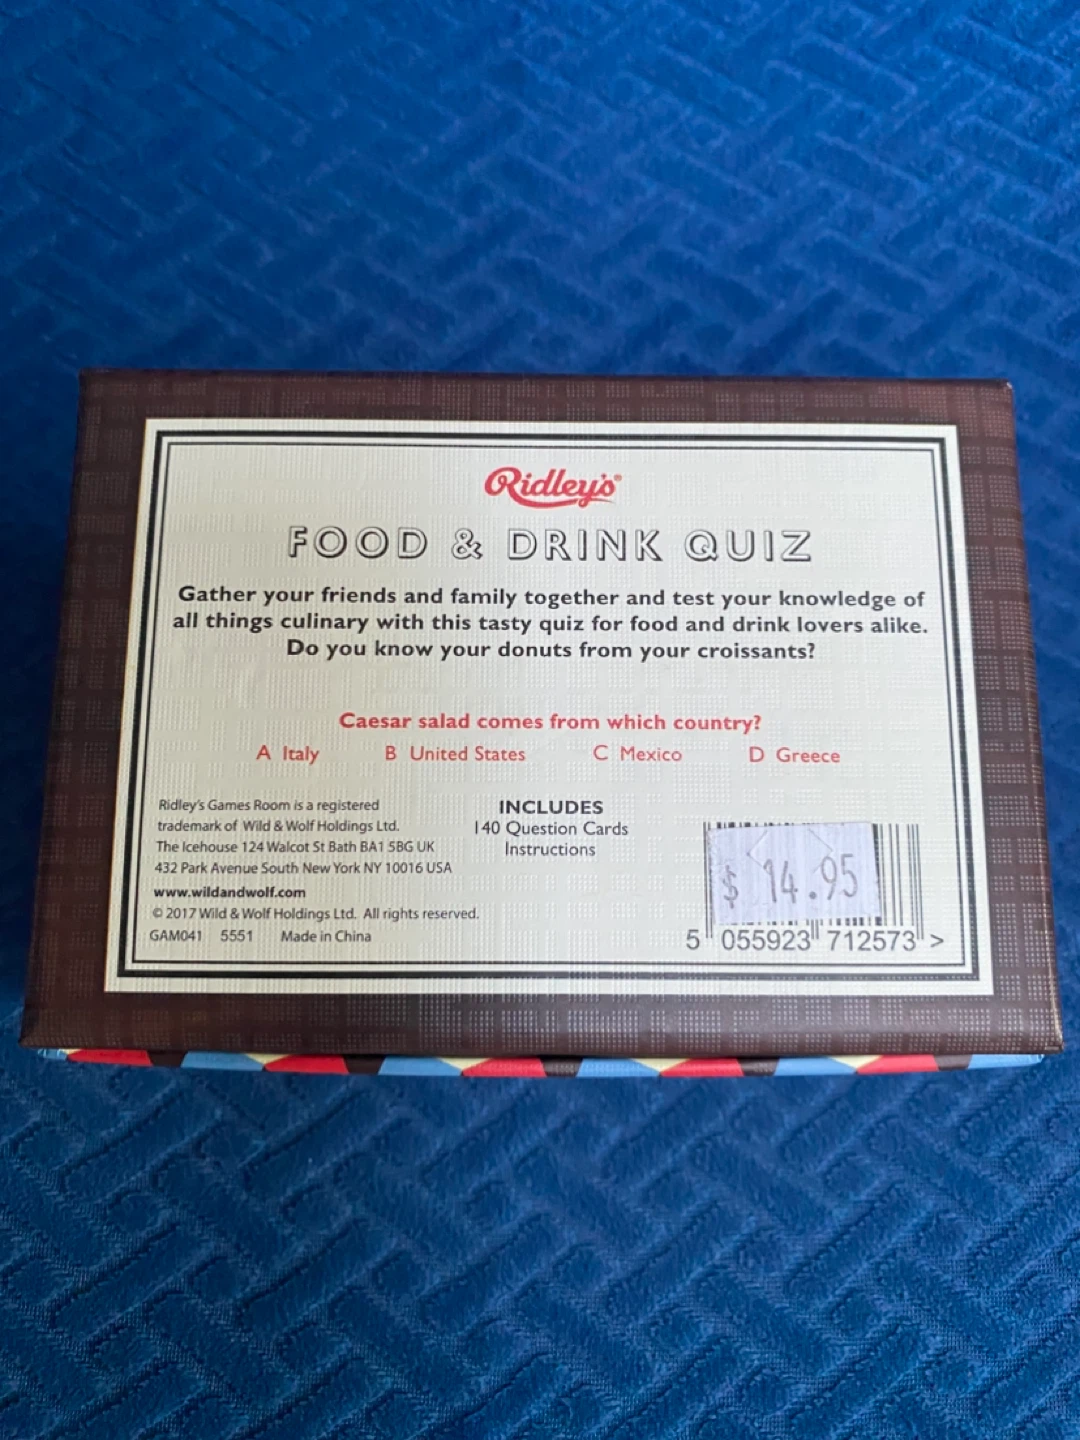 Ridley's®
FOOD & DRINK QUIZ
Gather your friends and family together and test your knowledge of
all things culinary with this tasty quiz for food and drink lovers alike.
Do you know your donuts from your croissants?
Caesar salad comes from which country?
A Italy B United States C Mexico D Greece
Ridley's Games Room is a registered
trademark of Wild & Wolf Holdings Ltd.
The Icehouse 124 Walcot St Bath BA1 5BG UK
432 Park Avenue South New York NY 10016 USA
www.wildandwolf.com
© 2017 Wild & Wolf Holdings Ltd. All rights reserved.
GAM041 5551 Made in China
INCLUDES
140 Question Cards
Instructions
$ 14.95
5 055923 712573 >